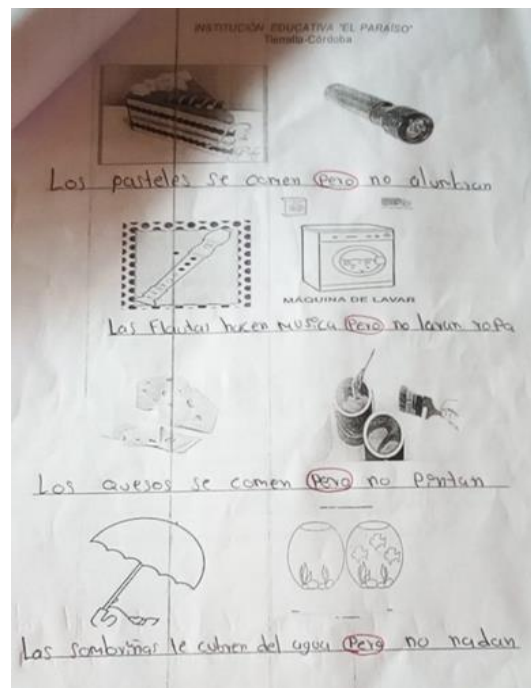 INSTITUCIÓN EDUCATIVA "EL PARAISO"
Tierralta-Córdoba
Los pasteles se comen pero no alumbran
MÁQUINA DE LAVAR
Las Flautas hacen musica pero no lavan ropa
Los quesos se comen pero no pintan
Las sombriñas le cubren del agua pero no nadan